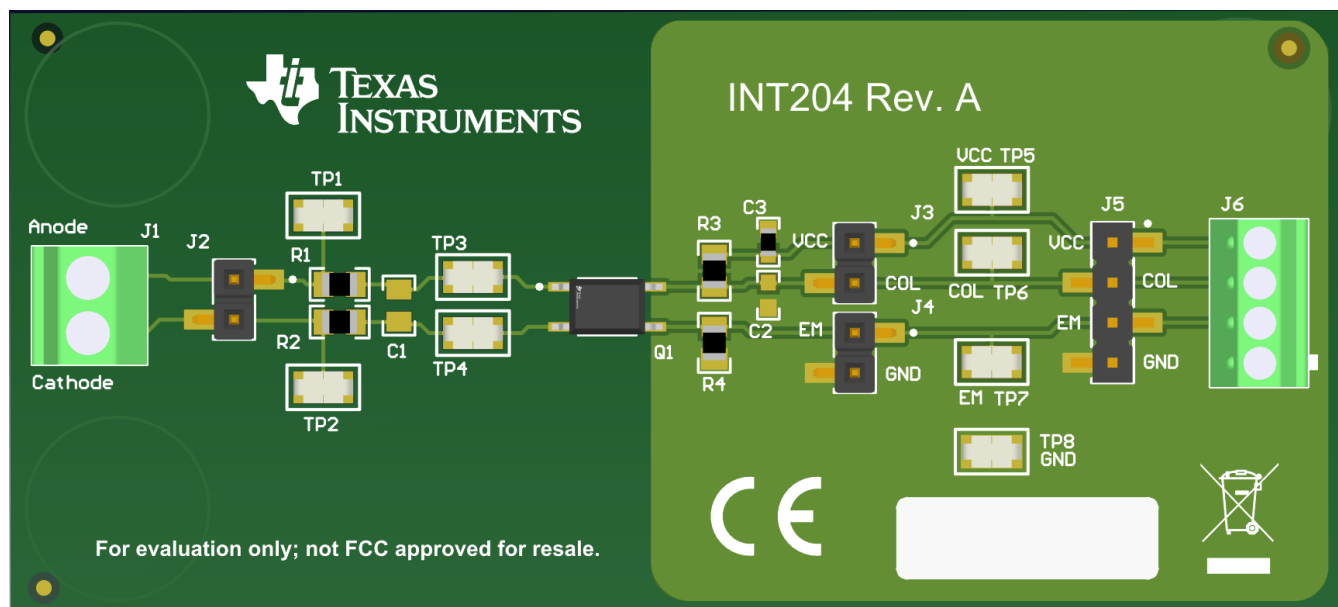 TEXAS
INSTRUMENTS
INT204 Rev. A
VCC TP5
TP1
Anode
J1
J2
R1
TP3
R3
C3
VCC
J3
J5
VCC
J6
COL
COL TP6
COL
R2
C1
TP4
Q1
C2
EM
J4
EM
Cathode
R4
GND
GND
TP2
EM TP7
TP8
GND
CE
For evaluation only; not FCC approved for resale.